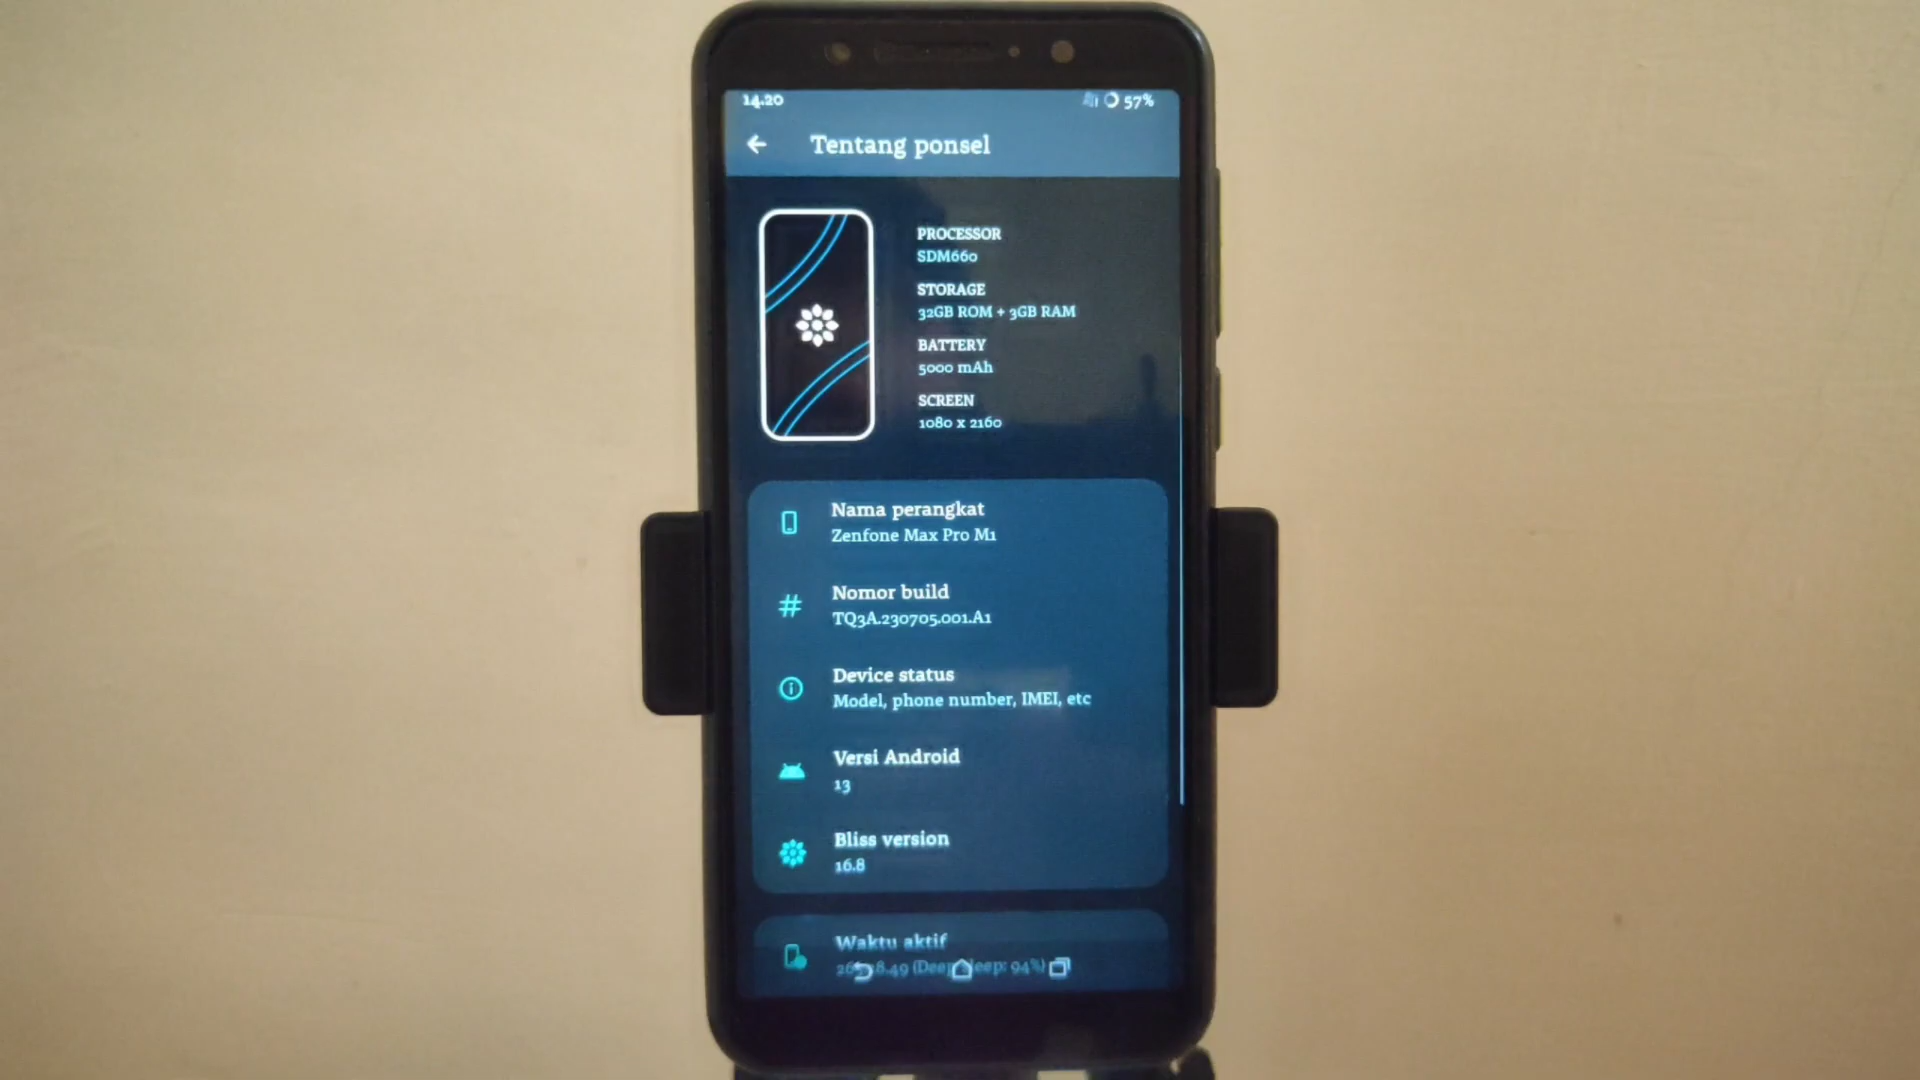 14.20
57%
Tentang ponsel
PROCESSOR
SDM660
STORAGE
32GB ROM + 3GB RAM
BATTERY
5000 mAh
SCREEN
1080 x 2160
Nama perangkat
Zenfone Max Pro M1
Nomor build
TQ3A.230705.001.A1
Device status
Model, phone number, IMEI, etc
Versi Android
13
Bliss version
16.8
Waktu aktif
94%)